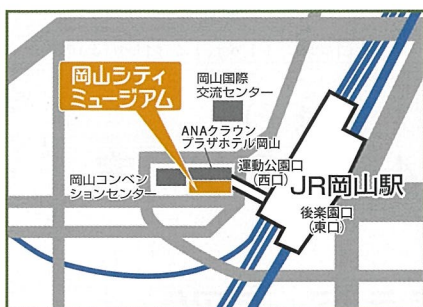 岡山シティ
ミュージアム
岡山国際
交流センター
ANAクラウン
プラザホテル岡山
岡山コンベン
ションセンター
運動公園口
(西口)
JR岡山駅
後楽園口
(東口)